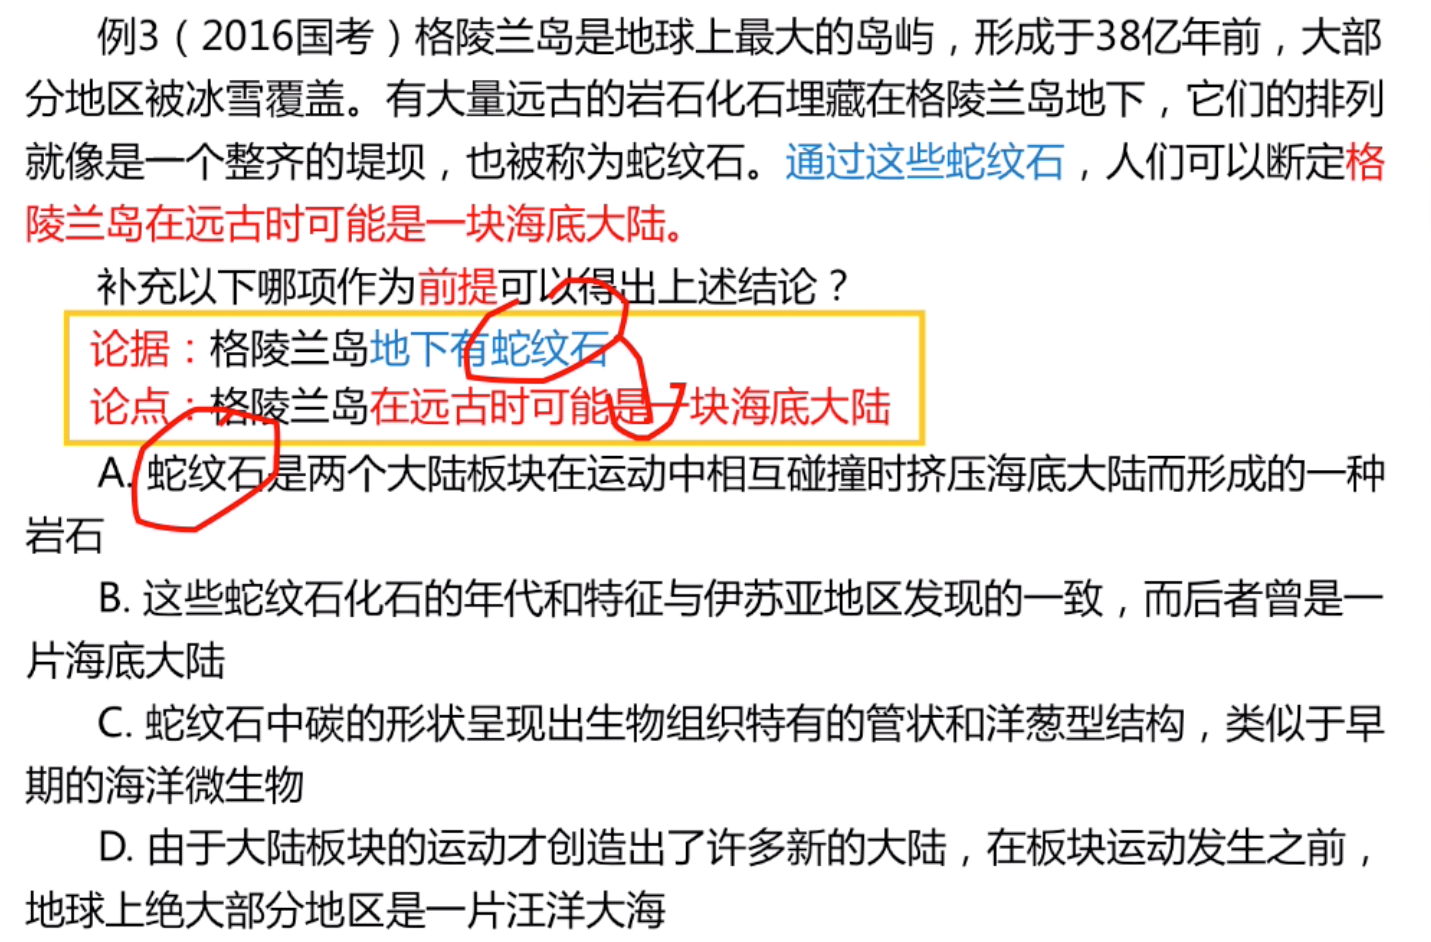 例3（2016国考）格陵兰岛是地球上最大的岛屿，形成于38亿年前，大部
分地区被冰雪覆盖。有大量远古的岩石化石埋藏在格陵兰岛地下，它们的排列
就像是一个整齐的堤坝，也被称为蛇纹石。通过这些蛇纹石，人们可以断定格
陵兰岛在远古时可能是一块海底大陆。
补充以下哪项作为前提可以得出上述结论？
论据：格陵兰岛地下有蛇纹石
论点：格陵兰岛在远古时可能是一块海底大陆
A. 蛇纹石是两个大陆板块在运动中相互碰撞时挤压海底大陆而形成的一种
岩石
B. 这些蛇纹石化石的年代和特征与伊苏亚地区发现的一致，而后者曾是一
片海底大陆
C. 蛇纹石中碳的形状呈现出生物组织特有的管状和洋葱型结构，类似于早
期的海洋微生物
D. 由于大陆板块的运动才创造出了许多新的大陆，在板块运动发生之前，
地球上绝大部分地区是一片汪洋大海